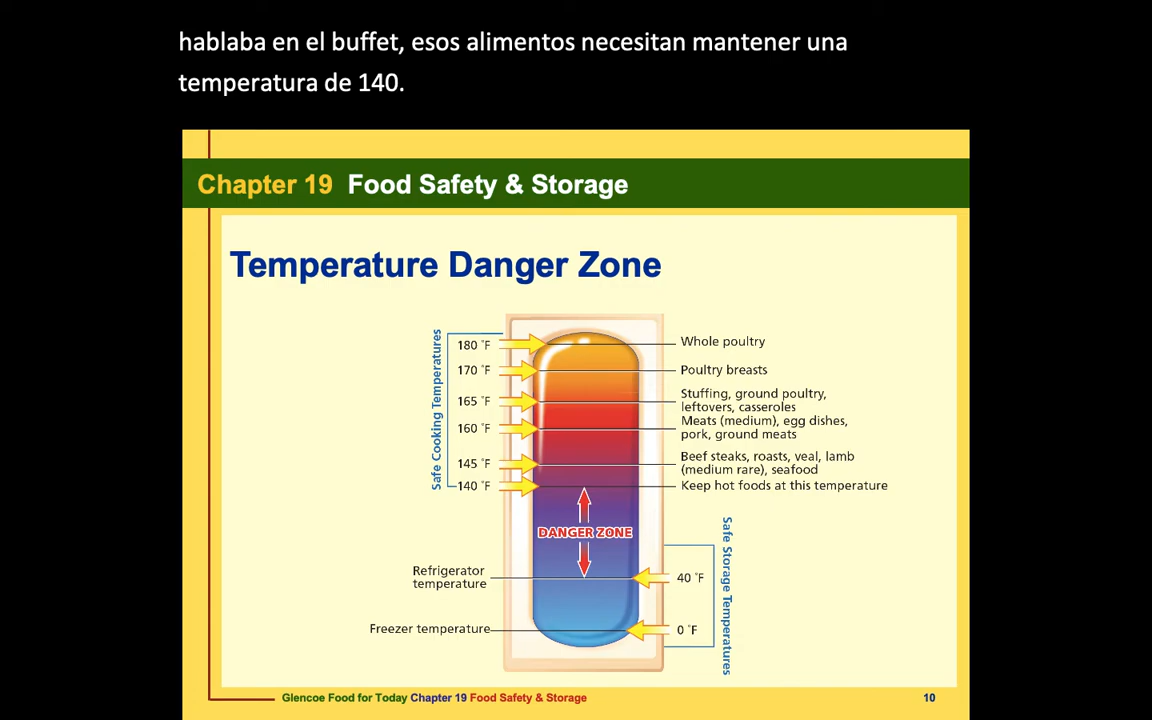 hablaba en el buffet, esos alimentos necesitan mantener una
temperatura de 140.
Chapter 19 Food Safety & Storage
Temperature Danger Zone
Safe Cooking Temperatures
180 °F
Whole poultry
170 °F
Poultry breasts
165 °F
Stuffing, ground poultry,
leftovers, casseroles
160 °F
Meats (medium), egg dishes,
pork, ground meats
145 °F
Beef steaks, roasts, veal, lamb
(medium rare), seafood
140 °F
Keep hot foods at this temperature
DANGER ZONE
Safe Storage Temperatures
Refrigerator
temperature
40 °F
Freezer temperature
0 °F
Glencoe Food for Today Chapter 19 Food Safety & Storage
10